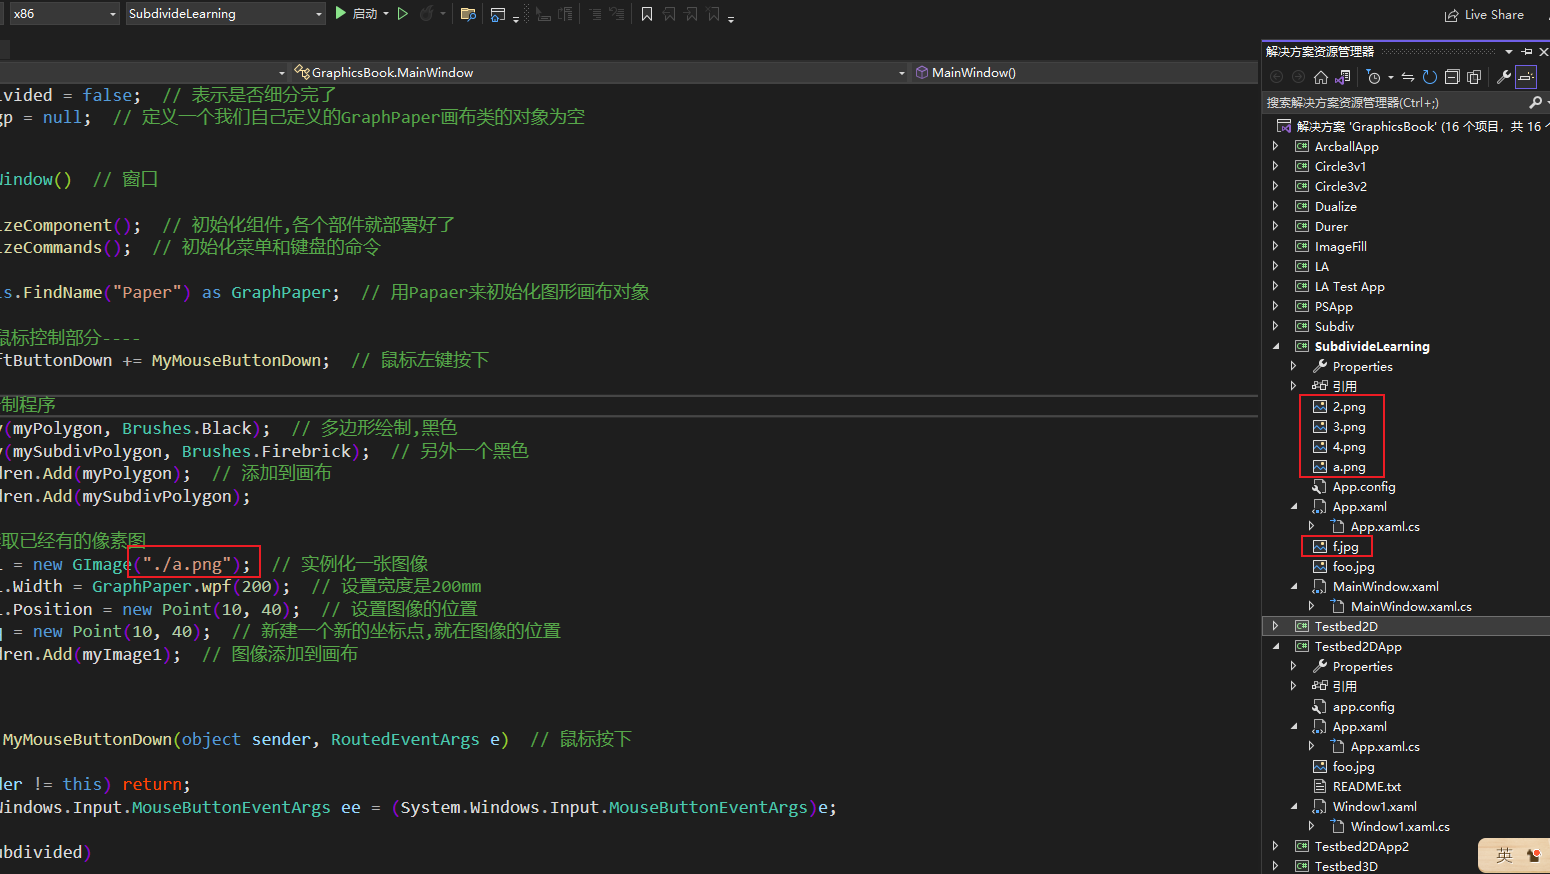 x86
SubdivideLearning
启动
Live Share
GraphicsBook.MainWindow
MainWindow()
ivided = false;  // 表示是否细分完了
gp = null;  // 定义一个我们自己定义的GraphPaper画布类的对象为空
Window()  // 窗口
izeComponent();  // 初始化组件,各个部件就部署好了
izeCommands();  // 初始化菜单和键盘的命令
is.FindName("Paper") as GraphPaper;  // 用Papaer来初始化图形画布对象
鼠标控制部分----
ftButtonDown += MyMouseButtonDown;  // 鼠标左键按下
制程序
y(myPolygon, Brushes.Black);  // 多边形绘制,黑色
y(mySubdivPolygon, Brushes.Firebrick);  // 另外一个黑色
dren.Add(myPolygon);  // 添加到画布
dren.Add(mySubdivPolygon);
取已经有的像素图
1 = new GImage("./a.png");  // 实例化一张图像
1.Width = GraphPaper.wpf(200);  // 设置宽度是200mm
1.Position = new Point(10, 40);  // 设置图像的位置
q = new Point(10, 40);  // 新建一个新的坐标点,就在图像的位置
dren.Add(myImage1);  // 图像添加到画布
MyMouseButtonDown(object sender, RoutedEventArgs e)  // 鼠标按下
der != this) return;
Windows.Input.MouseButtonEventArgs ee = (System.Windows.Input.MouseButtonEventArgs)e;
ubdivided)
解决方案资源管理器
搜索解决方案资源管理器(Ctrl+;)
解决方案 'GraphicsBook' (16 个项目, 共 16 个
ArcballApp
Circle3v1
Circle3v2
Dualize
Durer
ImageFill
LA
LA Test App
PSApp
Subdiv
SubdivideLearning
Properties
引用
2.png
3.png
4.png
a.png
App.config
App.xaml
App.xaml.cs
f.jpg
foo.jpg
MainWindow.xaml
MainWindow.xaml.cs
Testbed2D
Testbed2DApp
Properties
引用
app.config
App.xaml
App.xaml.cs
foo.jpg
README.txt
Window1.xaml
Window1.xaml.cs
Testbed2DApp2
Testbed3D
英